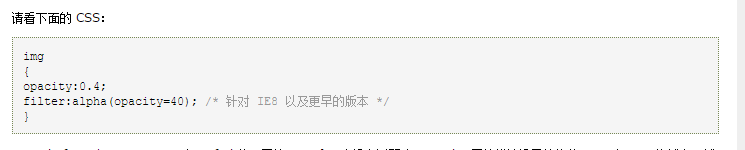 请看下面的 CSS：
img
{
opacity:0.4;
filter:alpha(opacity=40); /* 针对 IE8 以及更早的版本 */
}